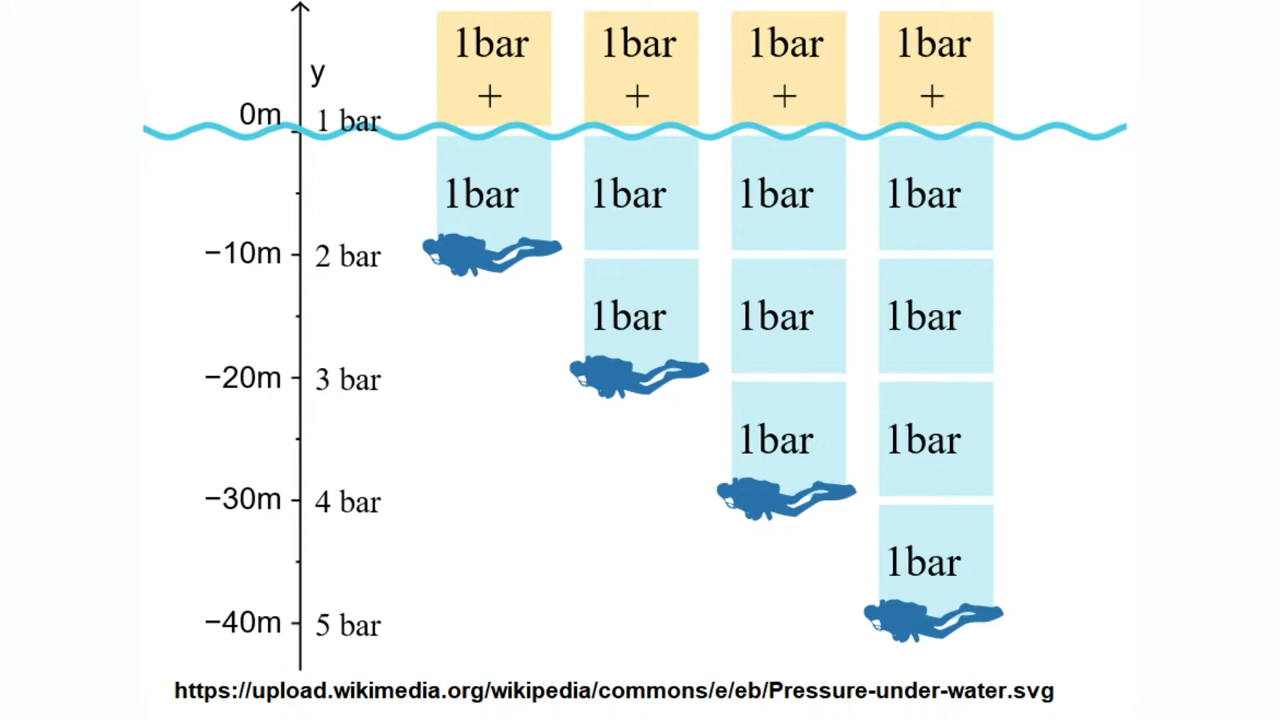 1bar 1bar 1bar 1bar
y
+ + + +
0m 1 bar
1bar 1bar 1bar 1bar
−10m 2 bar
1bar 1bar 1bar
−20m 3 bar
1bar 1bar
−30m 4 bar
1bar
−40m 5 bar
https://upload.wikimedia.org/wikipedia/commons/e/eb/Pressure-under-water.svg